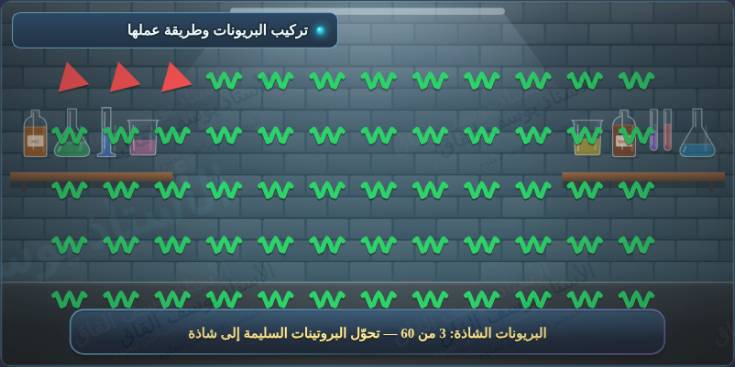 تركيب البريونات وطريقة عملها
البريونات الشاذة: 3 من 60 — تحوّل البروتينات السليمة إلى شاذة